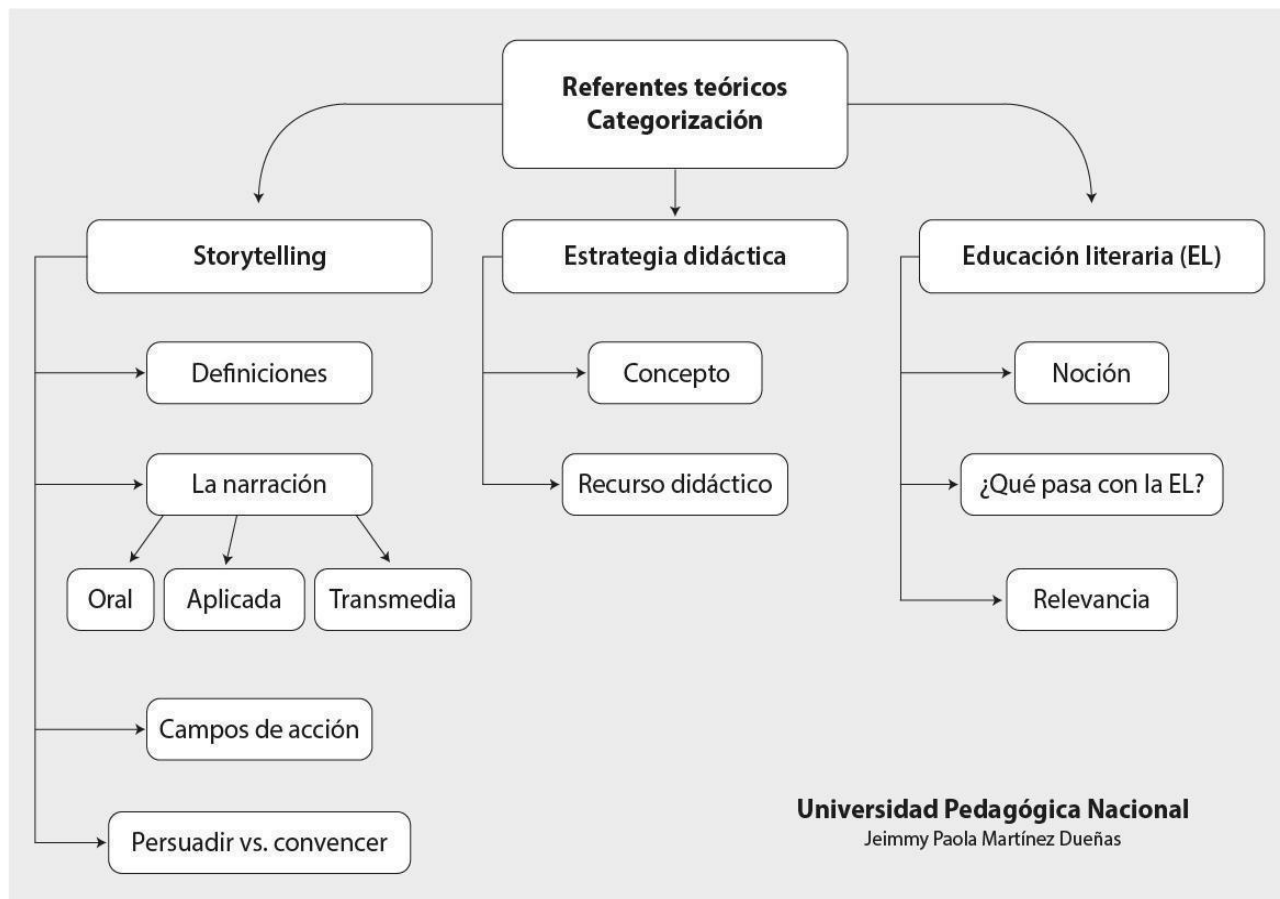 Referentes teóricos
Categorización
Storytelling
Definiciones
La narración
Oral
Aplicada
Transmedia
Campos de acción
Persuadir vs. convencer
Estrategia didáctica
Concepto
Recurso didáctico
Educación literaria (EL)
Noción
¿Qué pasa con la EL?
Relevancia
Universidad Pedagógica Nacional
Jeimmy Paola Martínez Dueñas